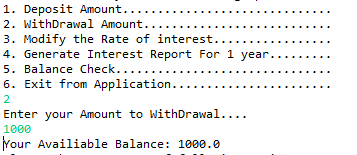 1. Deposit Amount..............................
2. WithDrawal Amount...........................
3. Modify the Rate of interest.................
4. Generate Interest Report For 1 year.........
5. Balance Check...............................
6. Exit from Application.......................
2
Enter your Amount to WithDrawal....
1000
Your Availiable Balance: 1000.0